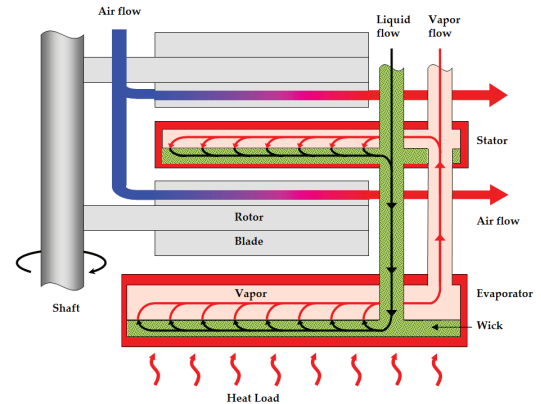 Air flow
Liquid
flow
Vapor
flow
Stator
Air flow
Rotor
Blade
Vapor
Evaporator
Shaft
Wick
Heat Load